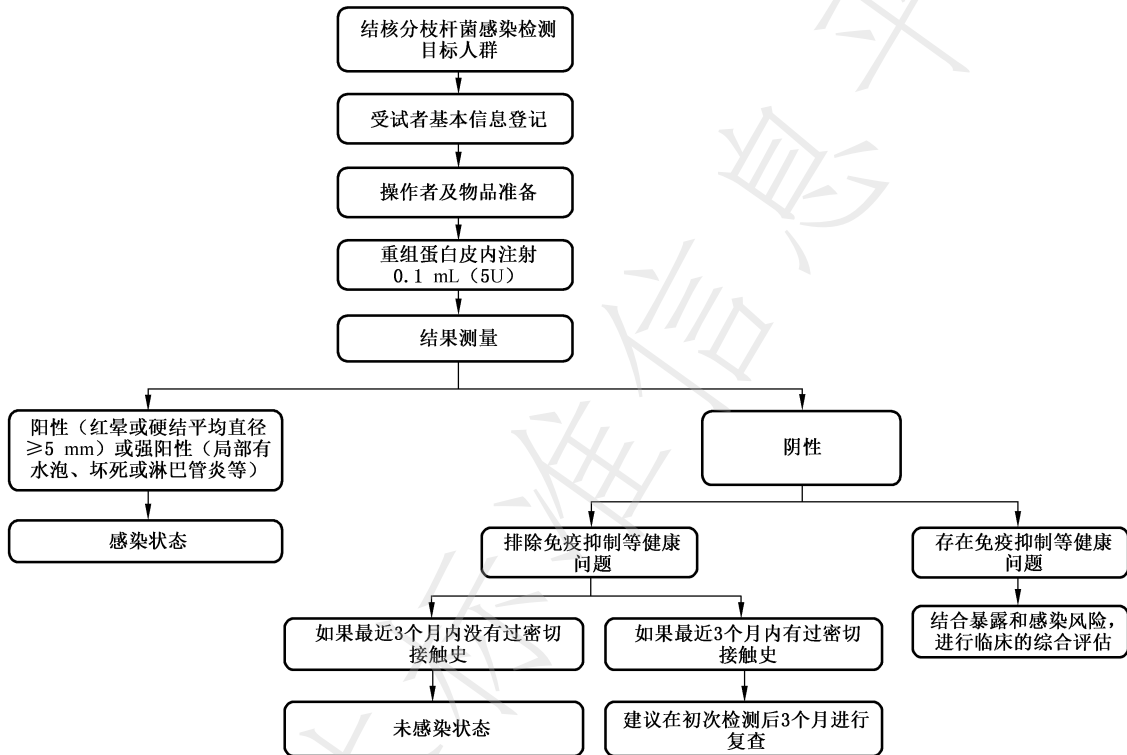 结核分枝杆菌感染检测
目标人群
受试者基本信息登记
操作者及物品准备
重组蛋白皮内注射
0.1 mL（5U）
结果测量
阳性（红晕或硬结平均直径
≥5 mm）或强阳性（局部有
水泡、坏死或淋巴管炎等）
阴性
感染状态
排除免疫抑制等健康
问题
存在免疫抑制等健康
问题
如果最近3个月内没有过密切
接触史
如果最近3个月内有过密切
接触史
结合暴露和感染风险，
进行临床的综合评估
未感染状态
建议在初次检测后3个月进行
复查
标准信息平